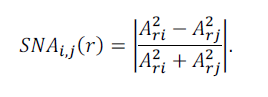 SNA_{i,j}(r) = \left| \frac{A_{ri}^2 - A_{rj}^2}{A_{ri}^2 + A_{rj}^2} \right|.